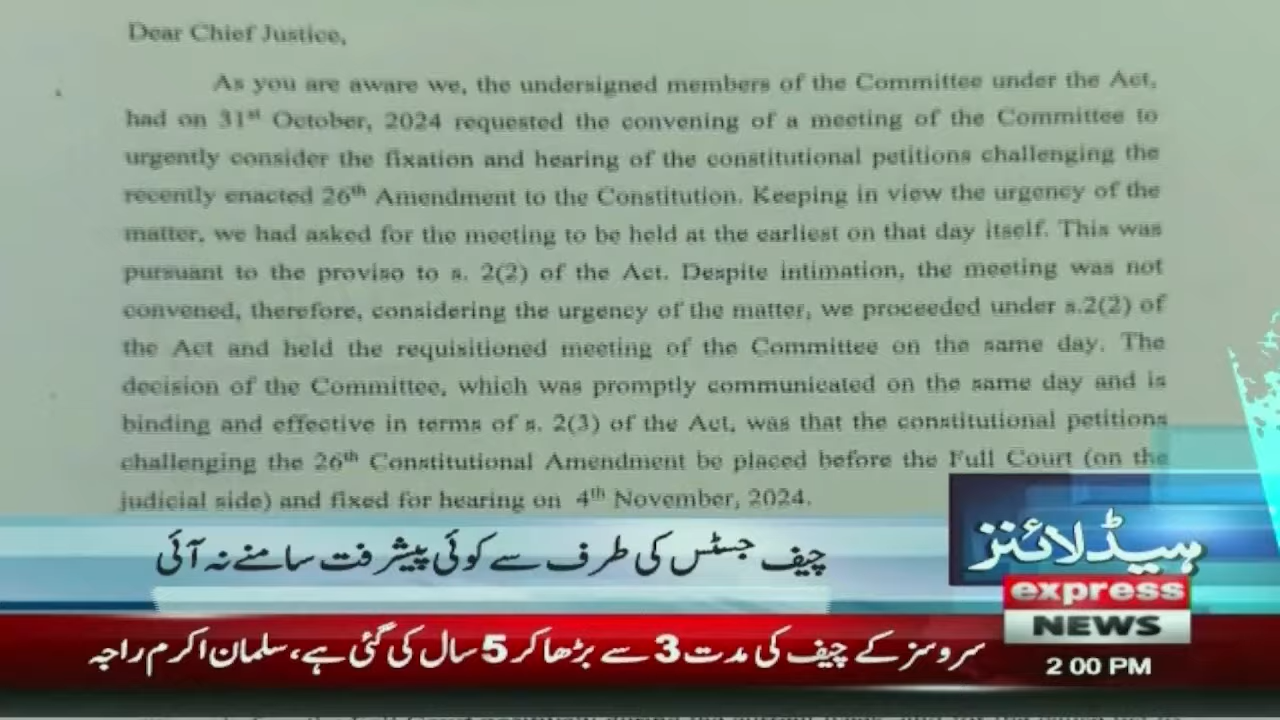 Dear Chief Justice,
As you are aware we, the undersigned members of the Committee under the Act,
had on 31st October, 2024 requested the convening of a meeting of the Committee to
urgently consider the fixation and hearing of the constitutional petitions challenging the
recently enacted 26th Amendment to the Constitution. Keeping in view the urgency of the
matter, we had asked for the meeting to be held at the earliest on that day itself. This was
pursuant to the proviso to s. 2(2) of the Act. Despite intimation, the meeting was not
convened, therefore, considering the urgency of the matter, we proceeded under s.2(2) of
the Act and held the requisitioned meeting of the Committee on the same day. The
decision of the Committee, which was promptly communicated on the same day and is
binding and effective in terms of s. 2(3) of the Act, was that the constitutional petitions
challenging the 26th Constitutional Amendment be placed before the Full Court (on the
judicial side) and fixed for hearing on 4th November, 2024.
چیف جسٹس کی طرف سے کوئی پیشرفت سامنے نہ آئی
ہیڈلائنز
express
NEWS
2:00 PM
سروسز کے چیف کی مدت 3 سے بڑھا کر 5 سال کی گئی ہے، سلمان اکرم راجہ